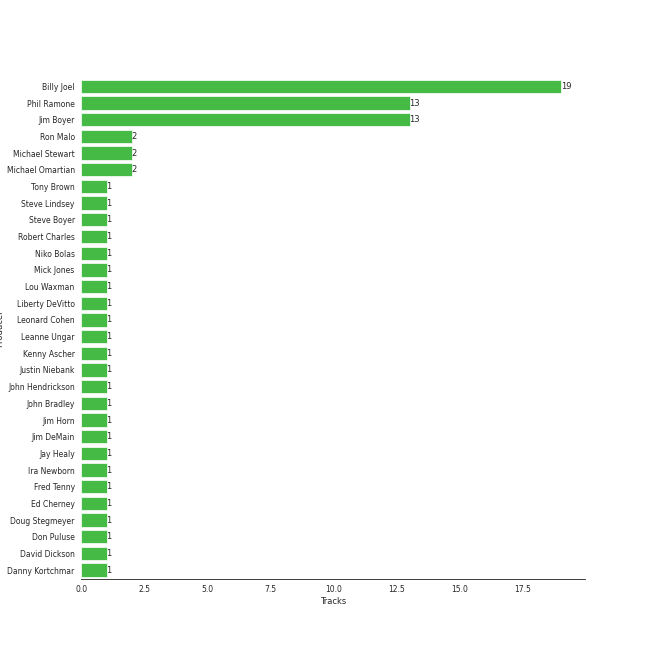 Billy Joel 19
Phil Ramone 13
Jim Boyer 13
Ron Malo 2
Michael Stewart 2
Michael Omartian 2
Tony Brown 1
Steve Lindsey 1
Steve Boyer 1
Robert Charles 1
Niko Bolas 1
Mick Jones 1
Lou Waxman 1
Liberty DeVitto 1
Leonard Cohen 1
Leanne Ungar 1
Kenny Ascher 1
Justin Niebank 1
John Hendrickson 1
John Bradley 1
Jim Horn 1
Jim DeMain 1
Jay Healy 1
Ira Newborn 1
Fred Tenny 1
Ed Cherney 1
Doug Stegmeyer 1
Don Puluse 1
David Dickson 1
Danny Kortchmar 1
0.0 2.5 5.0 7.5 10.0 12.5 15.0 17.5
Tracks